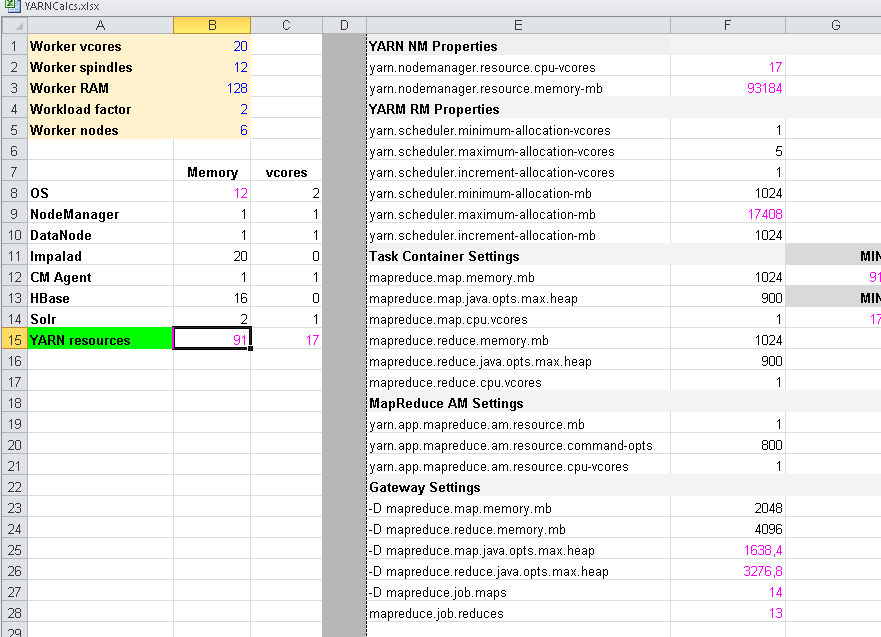 YARNCalcs.xlsx
A B C D E F G
1 Worker vcores 20 YARN NM Properties
2 Worker spindles 12 yarn.nodemanager.resource.cpu-vcores 17
3 Worker RAM 128 yarn.nodemanager.resource.memory-mb 93184
4 Workload factor 2 YARM RM Properties
5 Worker nodes 6 yarn.scheduler.minimum-allocation-vcores 1
6 yarn.scheduler.maximum-allocation-vcores 5
7 Memory vcores yarn.scheduler.increment-allocation-vcores 1
8 OS 12 2 yarn.scheduler.minimum-allocation-mb 1024
9 NodeManager 1 1 yarn.scheduler.maximum-allocation-mb 17408
10 DataNode 1 1 yarn.scheduler.increment-allocation-mb 1024
11 Impalad 20 0 Task Container Settings MIN
12 CM Agent 1 1 mapreduce.map.memory.mb 1024 91
13 HBase 16 0 mapreduce.map.java.opts.max.heap 900 MIN
14 Solr 2 1 mapreduce.map.cpu.vcores 1 17
15 YARN resources 91 17 mapreduce.reduce.memory.mb 1024
16 mapreduce.reduce.java.opts.max.heap 900
17 mapreduce.reduce.cpu.vcores 1
18 MapReduce AM Settings
19 yarn.app.mapreduce.am.resource.mb 1
20 yarn.app.mapreduce.am.resource.command-opts 800
21 yarn.app.mapreduce.am.resource.cpu-vcores 1
22 Gateway Settings
23 -D mapreduce.map.memory.mb 2048
24 -D mapreduce.reduce.memory.mb 4096
25 -D mapreduce.map.java.opts.max.heap 1638,4
26 -D mapreduce.reduce.java.opts.max.heap 3276,8
27 -D mapreduce.job.maps 14
28 mapreduce.job.reduces 13
29